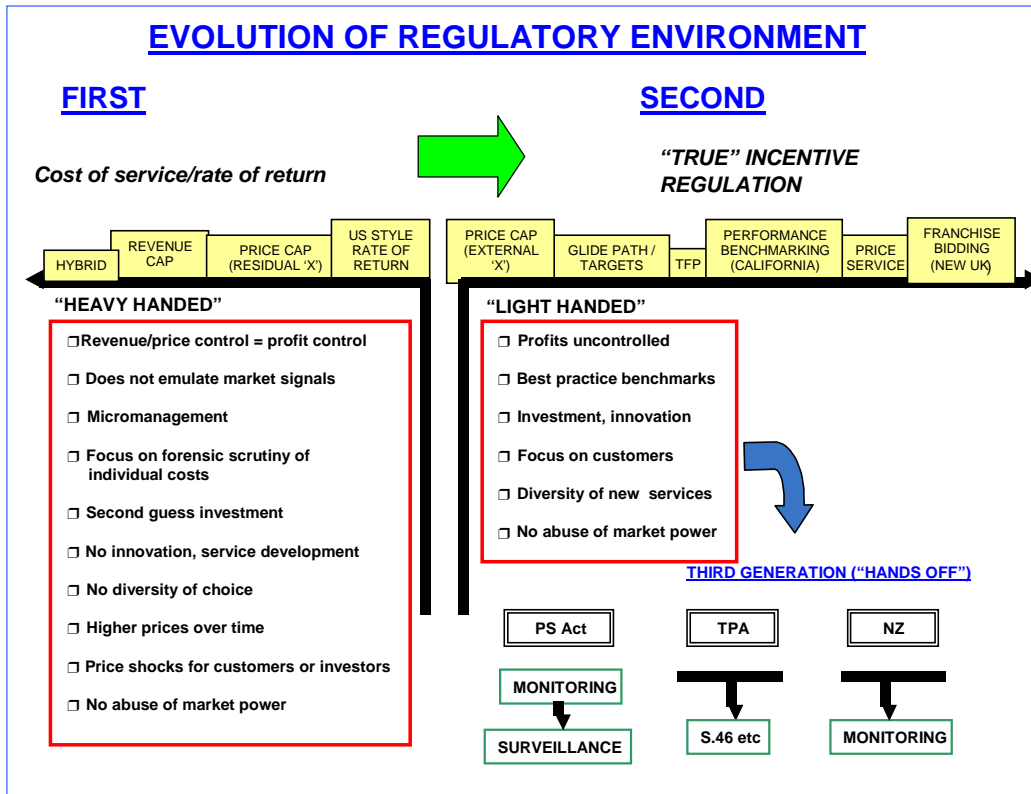 EVOLUTION OF REGULATORY ENVIRONMENT
FIRST
SECOND
Cost of service/rate of return
“TRUE” INCENTIVE
REGULATION
HYBRID
REVENUE
CAP
PRICE CAP
(RESIDUAL ‘X’)
US STYLE
RATE OF
RETURN
PRICE CAP
(EXTERNAL
‘X’)
GLIDE PATH /
TARGETS
TFP
PERFORMANCE
BENCHMARKING
(CALIFORNIA)
PRICE
SERVICE
FRANCHISE
BIDDING
(NEW UK)
“HEAVY HANDED”
❐Revenue/price control = profit control
❐ Does not emulate market signals
❐ Micromanagement
❐ Focus on forensic scrutiny of
individual costs
❐ Second guess investment
❐ No innovation, service development
❐ No diversity of choice
❐ Higher prices over time
❐ Price shocks for customers or investors
❐ No abuse of market power
“LIGHT HANDED”
❐ Profits uncontrolled
❐ Best practice benchmarks
❐ Investment, innovation
❐ Focus on customers
❐ Diversity of new services
❐ No abuse of market power
THIRD GENERATION (“HANDS OFF”)
PS Act
TPA
NZ
MONITORING
SURVEILLANCE
S.46 etc
MONITORING